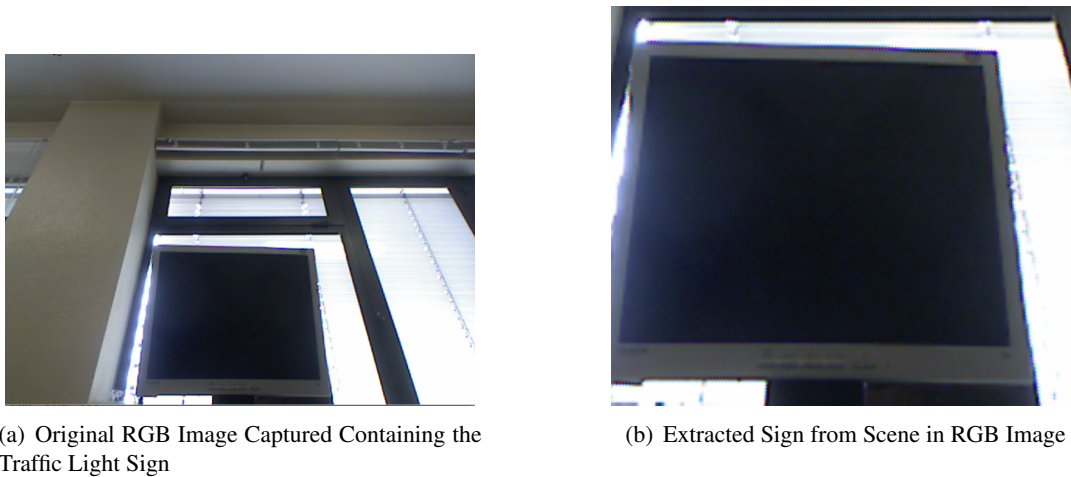 (a) Original RGB Image Captured Containing the
Traffic Light Sign
(b) Extracted Sign from Scene in RGB Image